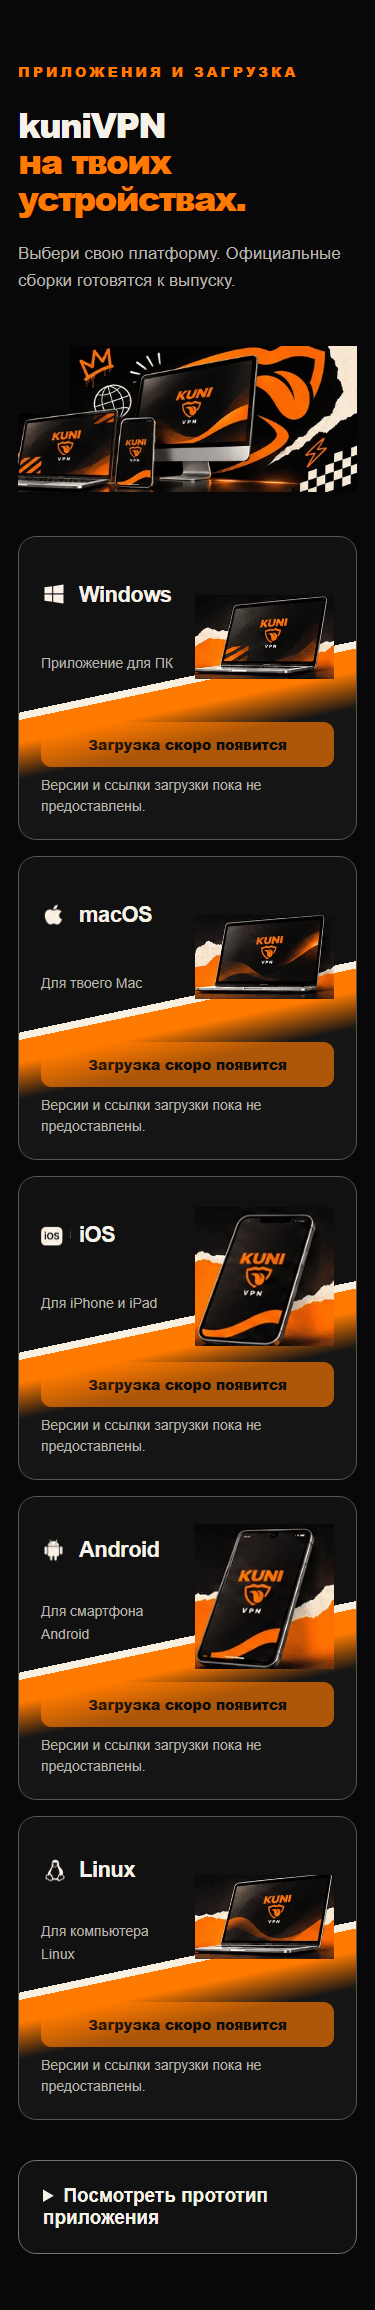 ПРИЛОЖЕНИЯ И ЗАГРУЗКА
kuniVPN
на твоих
устройствах.
Выбери свою платформу. Официальные
сборки готовятся к выпуску.
KUNI
VPN
KUNI
VPN
KUNI
VPN
Windows
KUNI
VPN
Приложение для ПК
Загрузка скоро появится
Версии и ссылки загрузки пока не
предоставлены.
macOS
KUNI
VPN
Для твоего Mac
Загрузка скоро появится
Версии и ссылки загрузки пока не
предоставлены.
iOS
iOS
KUNI
VPN
Для iPhone и iPad
Загрузка скоро появится
Версии и ссылки загрузки пока не
предоставлены.
Android
KUNI
VPN
Для смартфона
Android
Загрузка скоро появится
Версии и ссылки загрузки пока не
предоставлены.
Linux
KUNI
VPN
Для компьютера
Linux
Загрузка скоро появится
Версии и ссылки загрузки пока не
предоставлены.
▶ Посмотреть прототип
приложения